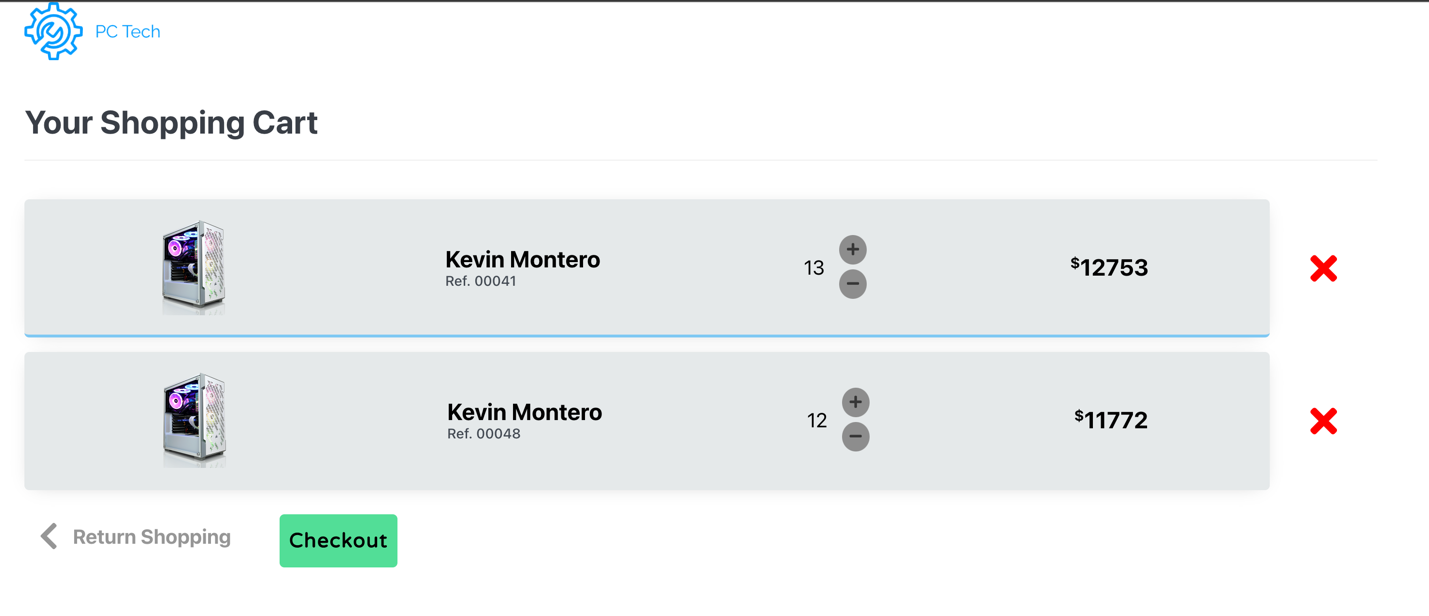 PC Tech
Your Shopping Cart
Kevin Montero
Ref. 00041
13
+
−
$12753
Kevin Montero
Ref. 00048
12
+
−
$11772
Return Shopping
Checkout